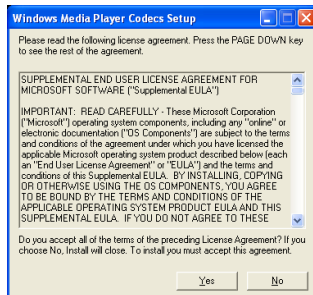 Windows Media Player Codecs Setup
Please read the following license agreement. Press the PAGE DOWN key
to see the rest of the agreement.
SUPPLEMENTAL END USER LICENSE AGREEMENT FOR
MICROSOFT SOFTWARE ("Supplemental EULA")
IMPORTANT:  READ CAREFULLY - These Microsoft Corporation
("Microsoft") operating system components, including any "online" or
electronic documentation ("OS Components") are subject to the terms
and conditions of the agreement under which you have licensed the
applicable Microsoft operating system product described below (each
an "End User License Agreement" or "EULA") and the terms and
conditions of this Supplemental EULA.  BY INSTALLING, COPYING
OR OTHERWISE USING THE OS COMPONENTS, YOU AGREE
TO BE BOUND BY THE TERMS AND CONDITIONS OF THE
APPLICABLE OPERATING SYSTEM PRODUCT EULA AND THIS
SUPPLEMENTAL EULA.  IF YOU DO NOT AGREE TO THESE
Do you accept all of the terms of the preceding License Agreement? If you
choose No, Install will close. To install you must accept this agreement.
Yes
No